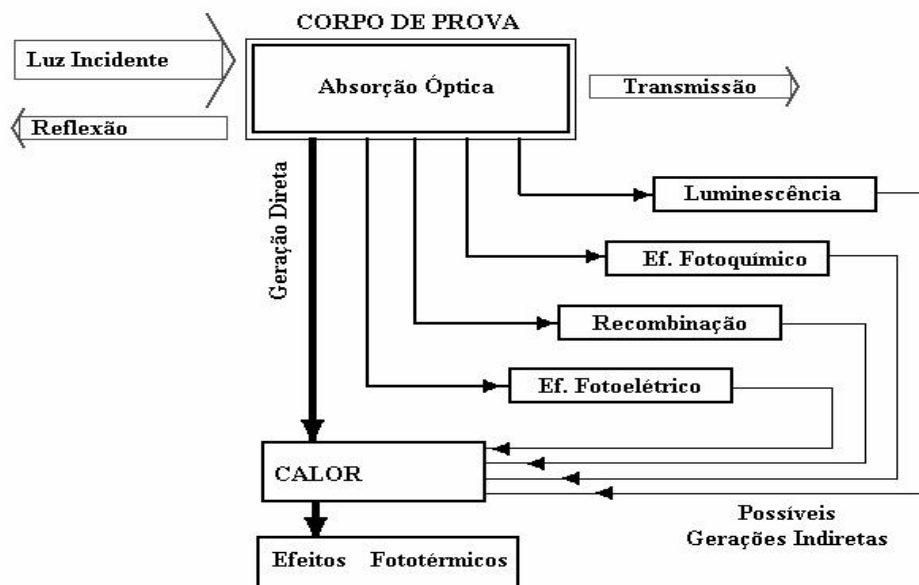 CORPO DE PROVA
Luz Incidente
Absorção Óptica
Transmissão
Reflexão
Geração Direta
Luminescência
Ef. Fotoquímico
Recombinação
Ef. Fotoelétrico
CALOR
Possíveis
Gerações Indiretas
Efeitos Fototérmicos